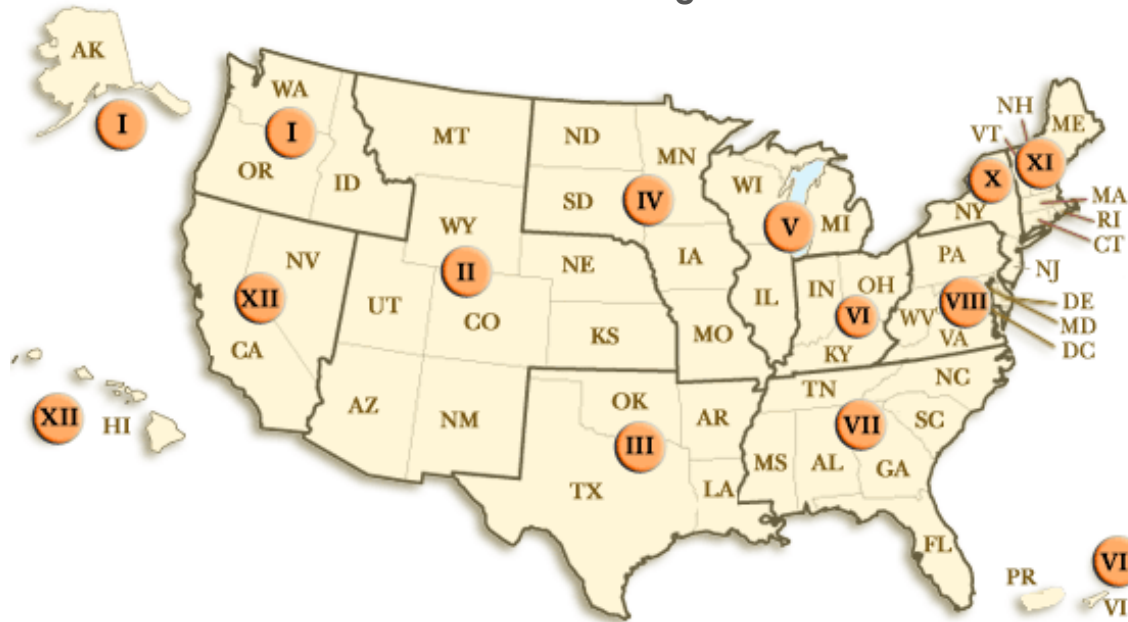 AK
I
WA
I
OR
ID
MT
ND
MN
SD
IV
WI
V
MI
NH
VT
ME
XI
X
NY
MA
RI
CT
WY
II
NE
IA
NV
XII
UT
CO
KS
MO
IL
IN
OH
VI
KY
PA
NJ
WV
VIII
VA
DE
MD
DC
CA
XII
HI
AZ
NM
OK
III
TX
AR
LA
TN
NC
VII
SC
MS
AL
GA
FL
PR
VI
VI